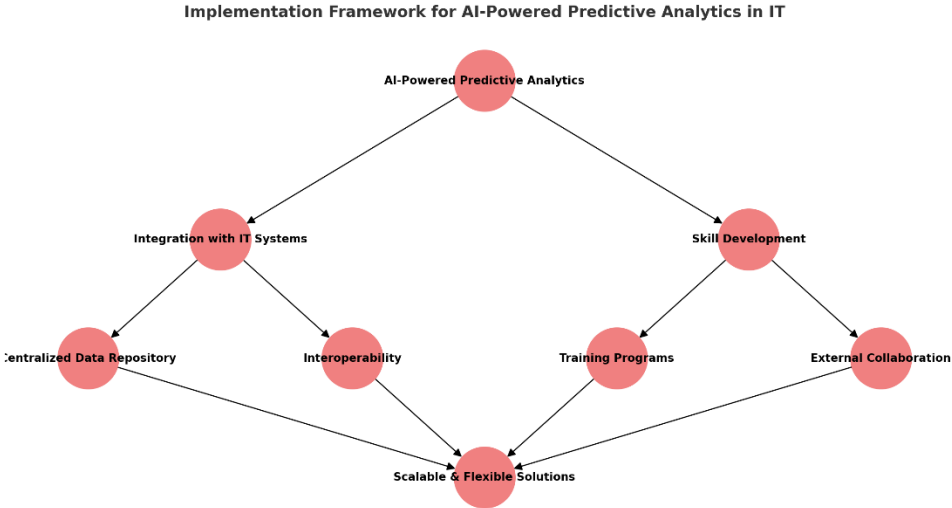 Implementation Framework for AI-Powered Predictive Analytics in IT
AI-Powered Predictive Analytics
Integration with IT Systems
Skill Development
Centralized Data Repository
Interoperability
Training Programs
External Collaboration
Scalable & Flexible Solutions